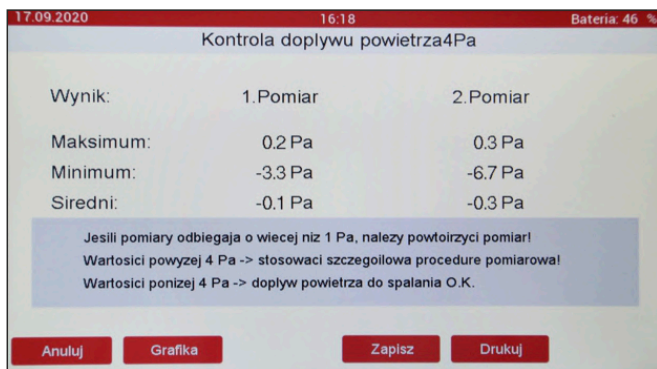 17.09.2020 16:18 Bateria: 46 %
Kontrola doplywu powietrza4Pa
Wynik: 1.Pomiar 2.Pomiar
Maksimum: 0.2 Pa 0.3 Pa
Minimum: -3.3 Pa -6.7 Pa
Siredni: -0.1 Pa -0.3 Pa
Jesili pomiary odbiegaja o wiecej niz 1 Pa, nalezy powtoirzyci pomiar!
Wartosici powyzej 4 Pa -> stosowaci szczegoilowa procedure pomiarowa!
Wartosici ponizej 4 Pa -> doplyw powietrza do spalania O.K.
Anuluj Grafika Zapisz Drukuj